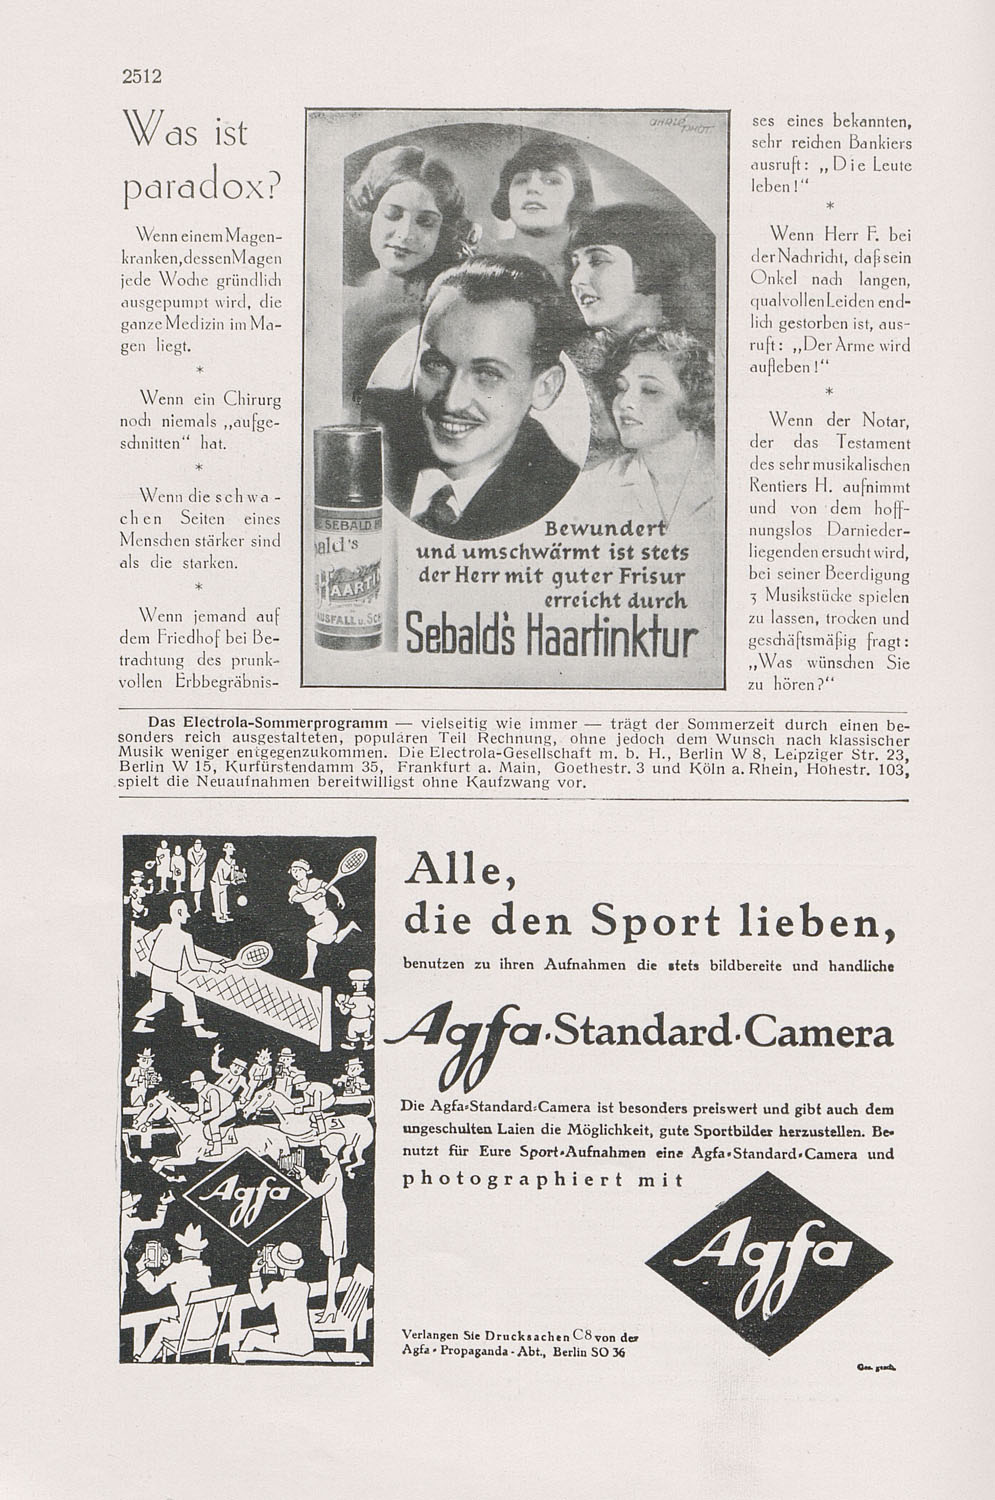 2512
Was ist
paradox?
Wenn einem Magen-
kranken, dessen Magen
jede Woche gründlich
ausgepumpt wird, die
ganze Medizin im Ma-
gen liegt.
*
Wenn ein Chirurg
noch niemals „aufge-
schnitten“ hat.
*
Wenn die schwa-
chen Seiten eines
Menschen stärker sind
als die starken.
*
Wenn jemand auf
dem Friedhof bei Be-
trachtung des prunk-
vollen Erbbegräbnis-
SEBALD
ald's
HAARTI
USFALL u. SCH
Bewundert
und umschwärmt ist stets
der Herr mit guter Frisur
erreicht durch
Sebald's Haartinktur
ses eines bekannten,
sehr reichen Bankiers
ausruft: „Die Leute
leben!“
*
Wenn Herr F. bei
der Nachricht, daß sein
Onkel nach langen,
qualvollen Leiden end-
lich gestorben ist, aus-
ruft: „Der Arme wird
aufleben!“
*
Wenn der Notar,
der das Testament
des sehr musikalischen
Rentiers H. aufnimmt
und von dem hoff-
nungslos Darnieder-
liegenden ersucht wird,
bei seiner Beerdigung
3 Musikstücke spielen
zu lassen, trocken und
geschäftsmäßig fragt:
„Was wünschen Sie
zu hören?“
Das Electrola-Sommerprogramm — vielseitig wie immer — trägt der Sommerzeit durch einen be-
sonders reich ausgestalteten, populären Teil Rechnung, ohne jedoch dem Wunsch nach klassischer
Musik weniger entgegenzukommen. Die Electrola-Gesellschaft m. b. H., Berlin W 8, Leipziger Str. 23,
Berlin W 15, Kurfürstendamm 35, Frankfurt a. Main, Goethestr. 3 und Köln a. Rhein, Hohestr. 103,
spielt die Neuaufnahmen bereitwilligst ohne Kaufzwang vor.
4
5
Agfa
Alle,
die den Sport lieben,
benutzen zu ihren Aufnahmen die stets bildbereite und handliche
Agfa-Standard-Camera
Die Agfa-Standard-Camera ist besonders preiswert und gibt auch dem
ungeschulten Laien die Möglichkeit, gute Sportbilder herzustellen. Be-
nutzt für Eure Sport-Aufnahmen eine Agfa-Standard-Camera und
photographiert mit
Agfa
Verlangen Sie Drucksachen C8 von der
Agfa-Propaganda-Abt., Berlin SO 36
Ges. gesch.